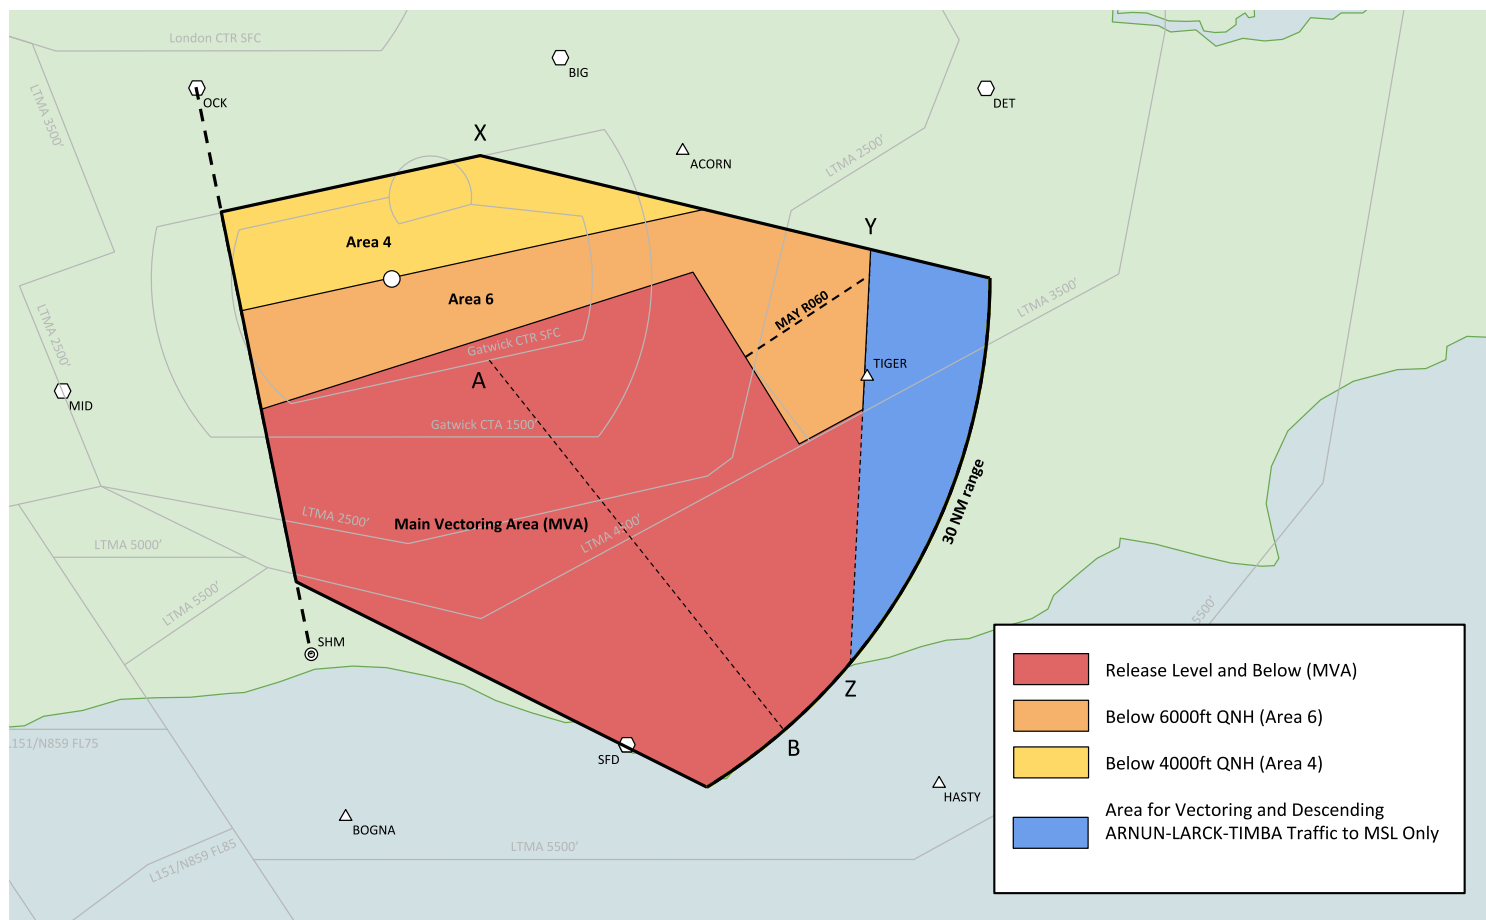 London CTR SFC
BIG
OCK
DET
LTMA 3500’
X
ACORN
LTMA 2500’
Y
Area 4
Area 6
MAY R060
LTMA 3500’
LTMA 2500’
Gatwick CTR SFC
TIGER
A
MID
Gatwick CTA 1500’
30 NM range
LTMA 2500’
Main Vectoring Area (MVA)
LTMA 4500’
LTMA 5000’
LTMA 5500’
5500’
SHM
Z
Release Level and Below (MVA)
Below 6000ft QNH (Area 6)
Below 4000ft QNH (Area 4)
Area for Vectoring and Descending
ARNUN-LARCK-TIMBA Traffic to MSL Only
L151/N859 FL75
SFD
B
HASTY
BOGNA
LTMA 5500’
L151/N859 FL85